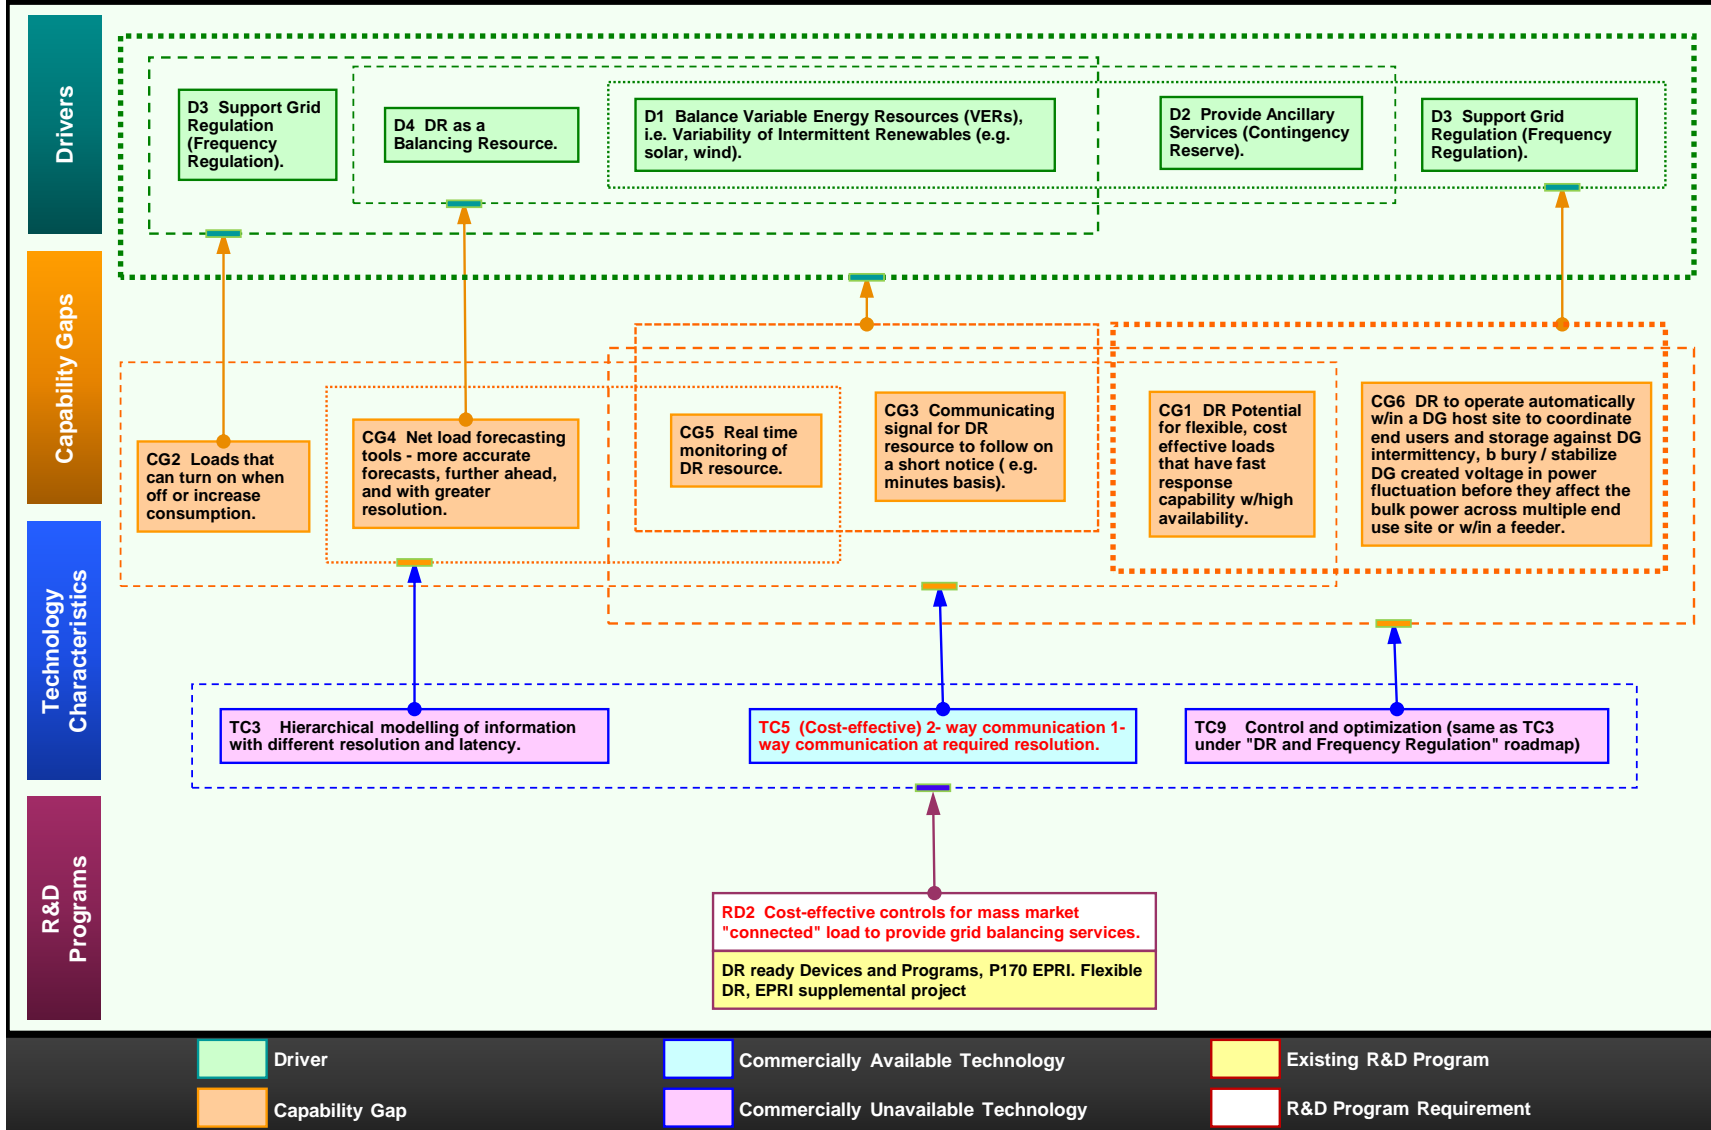 Drivers
D3 Support Grid
Regulation
(Frequency
Regulation).
D4 DR as a
Balancing Resource.
D1 Balance Variable Energy Resources (VERs),
i.e. Variability of Intermittent Renewables (e.g.
solar, wind).
D2 Provide Ancillary
Services (Contingency
Reserve).
D3 Support Grid
Regulation (Frequency
Regulation).
Capability Gaps
CG2 Loads that
can turn on when
off or increase
consumption.
CG4 Net load forecasting
tools - more accurate
forecasts, further ahead,
and with greater
resolution.
CG5 Real time
monitoring of
DR resource.
CG3 Communicating
signal for DR
resource to follow on
a short notice ( e.g.
minutes basis).
CG1 DR Potential
for flexible, cost
effective loads
that have fast
response
capability w/high
availability.
CG6 DR to operate automatically
w/in a DG host site to coordinate
end users and storage against DG
intermittency, b bury / stabilize
DG created voltage in power
fluctuation before they affect the
bulk power across multiple end
use site or w/in a feeder.
Technology
Characteristics
TC3 Hierarchical modelling of information
with different resolution and latency.
TC5 (Cost-effective) 2- way communication 1-
way communication at required resolution.
TC9 Control and optimization (same as TC3
under "DR and Frequency Regulation" roadmap)
R&D
Programs
RD2 Cost-effective controls for mass market
"connected" load to provide grid balancing services.
DR ready Devices and Programs, P170 EPRI. Flexible
DR, EPRI supplemental project
Driver
Commercially Available Technology
Existing R&D Program
Capability Gap
Commercially Unavailable Technology
R&D Program Requirement